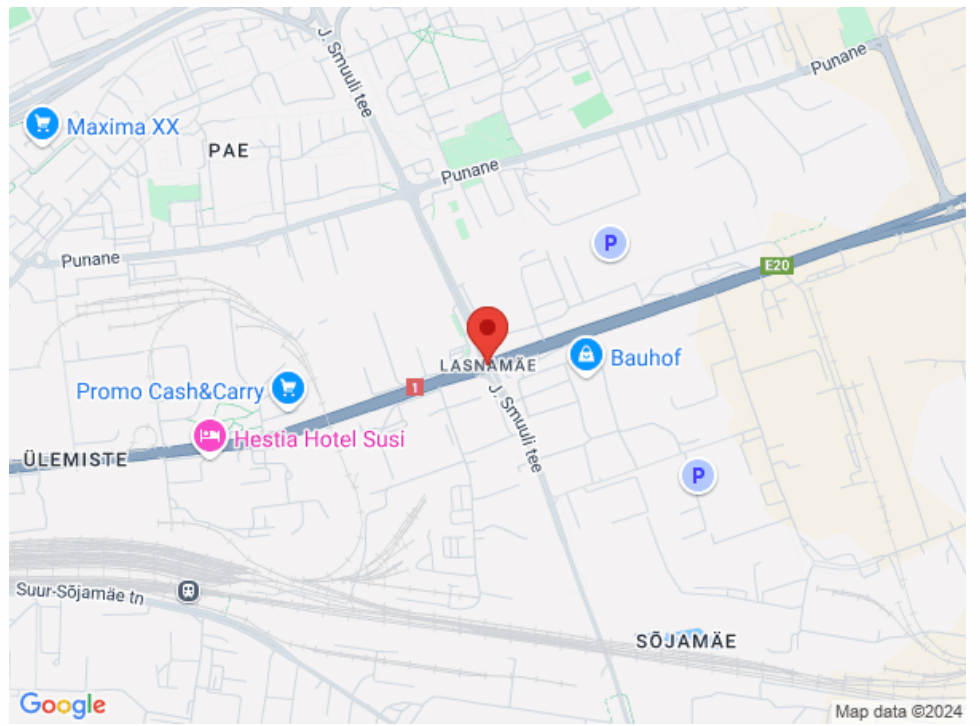 J. Smuuli tee
Punane
Maxima XX
PAE
Punane
Punane
P
E20
LASNAMÄE
Bauhof
1
Promo Cash&Carry
J. Smuuli tee
Hestia Hotel Susi
ÜLEMISTE
P
Suur-Sõjamäe tn
SÕJAMÄE
Google
Map data ©2024